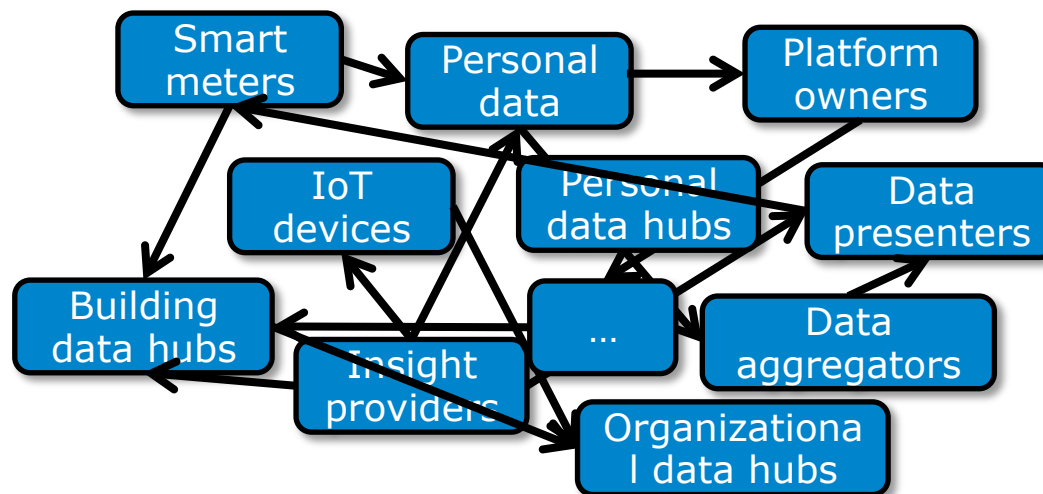 Smart
meters
Personal
data
Platform
owners
IoT
devices
Personal
data hubs
Data
presenters
Building
data hubs
...
Data
aggregators
Insight
providers
Organizationa
l data hubs